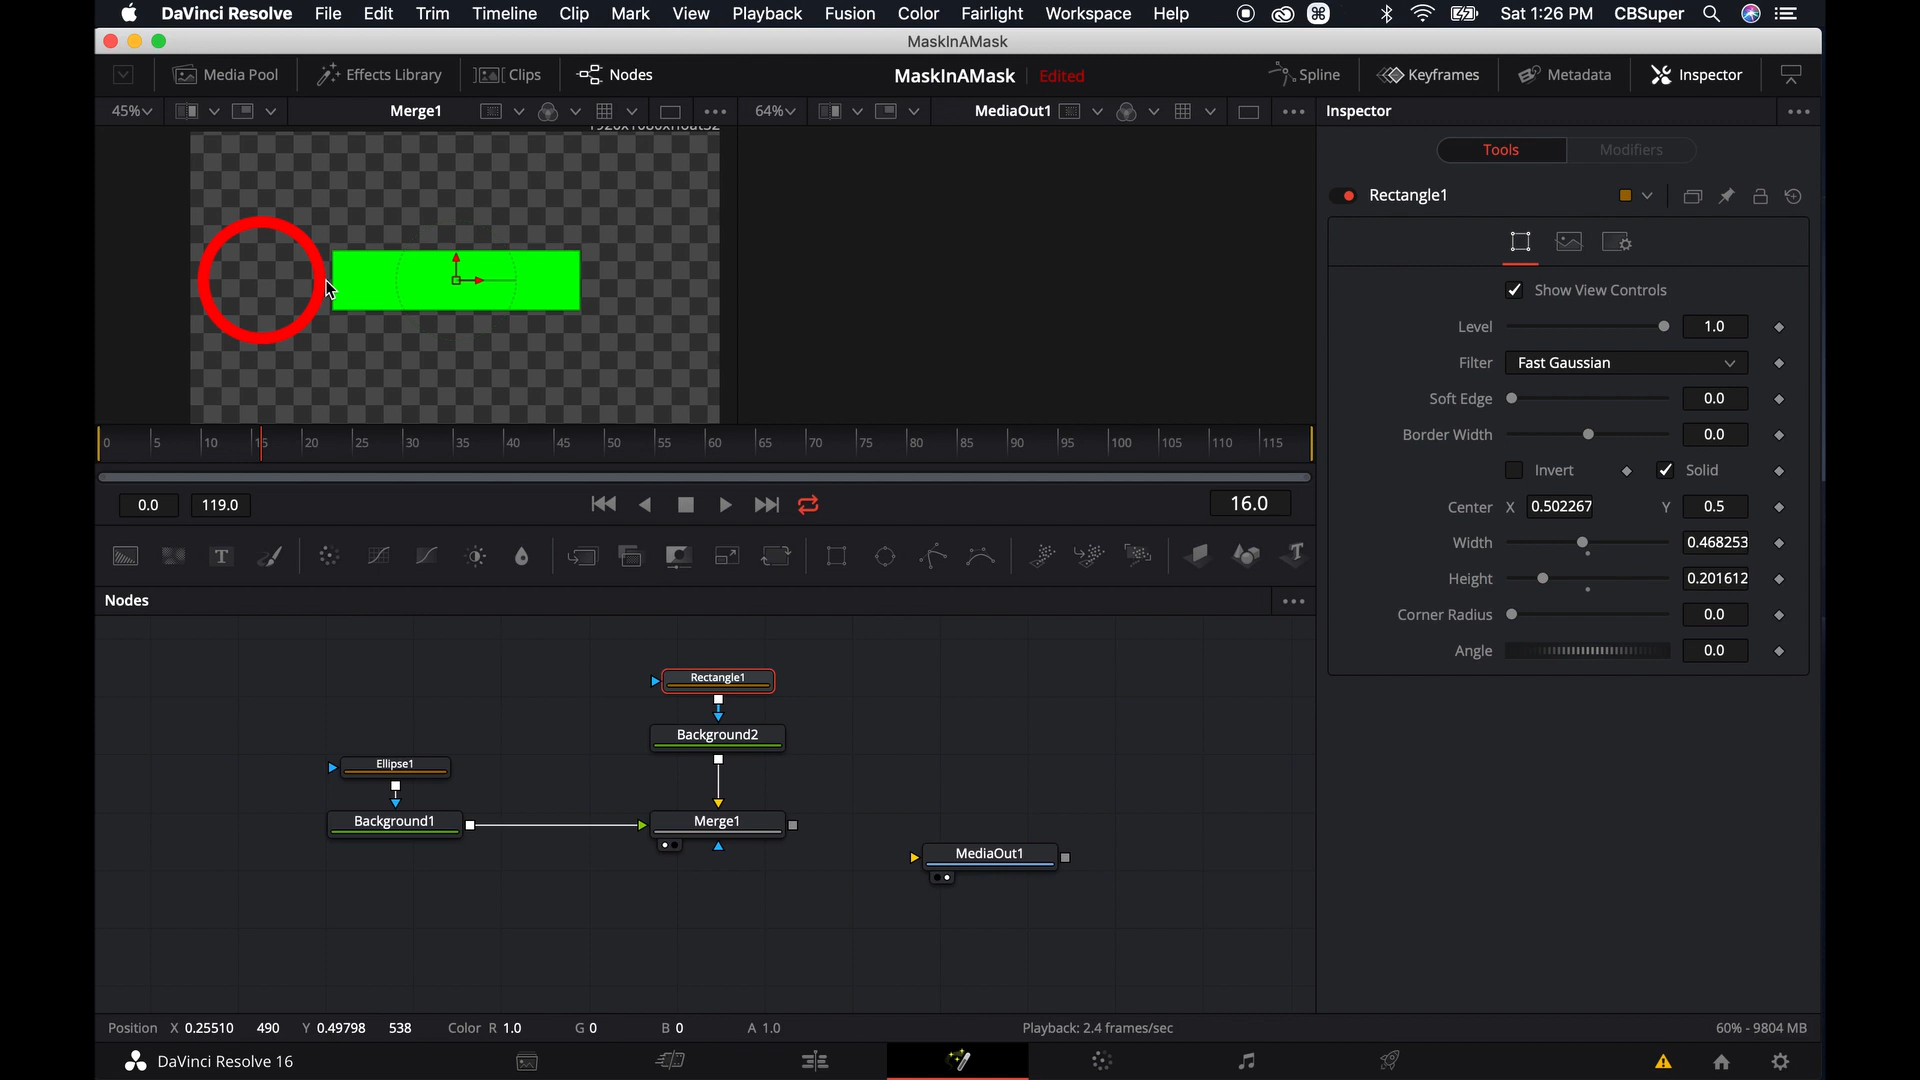 DaVinci Resolve File Edit Trim Timeline Clip Mark View Playback Fusion Color Fairlight Workspace Help Sat 1:26 PM CBSuper
MaskInAMask
Media Pool Effects Library Clips Nodes MaskInAMask Edited Spline Keyframes Metadata Inspector
45% Merge1 64% MediaOut1 Inspector
Tools Modifiers
Rectangle1
Show View Controls
Level 1.0
Filter Fast Gaussian
Soft Edge 0.0
Border Width 0.0
Invert Solid
Center X 0.502267 Y 0.5
Width 0.468253
Height 0.201612
Corner Radius 0.0
Angle 0.0
0 5 10 15 20 25 30 35 40 45 50 55 60 65 70 75 80 85 90 95 100 105 110 115
0.0 119.0 16.0
T T
Nodes
Rectangle1
Background2
Ellipse1
Background1 Merge1
MediaOut1
Position X 0.25510 490 Y 0.49798 538 Color R 1.0 G 0 B 0 A 1.0 Playback: 2.4 frames/sec 60% - 9804 MB
DaVinci Resolve 16